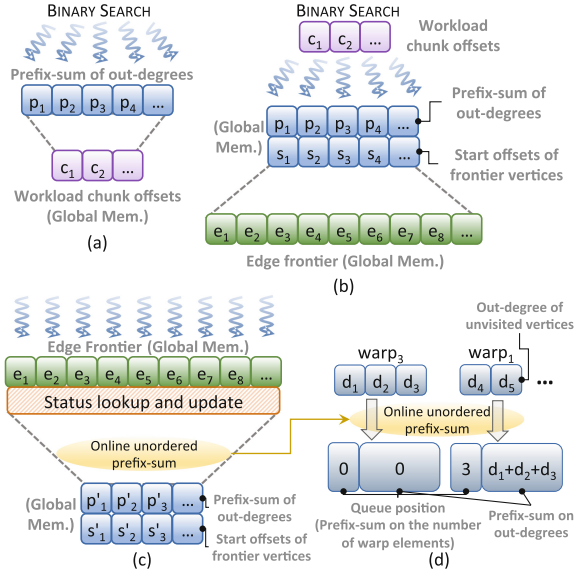 BINARY SEARCH
Prefix-sum of out-degrees
p1 p2 p3 p4 ...
c1 c2 ...
Workload chunk offsets
(Global Mem.)
(a)
BINARY SEARCH
c1 c2 ...
Workload chunk
offsets
(Global
Mem.)
p1 p2 p3 p4 ...
s1 s2 s3 s4 ...
Prefix-sum of
out-degrees
Start offsets of
frontier vertices
e1 e2 e3 e4 e5 e6 e7 e8 ...
Edge frontier (Global Mem.)
(b)
Edge Frontier (Global Mem.)
e1 e2 e3 e4 e5 e6 e7 e8 ...
Status lookup and update
Online unordered
prefix-sum
(Global
Mem.)
p'1 p'2 p'3 ...
s'1 s'2 s'3 ...
Prefix-sum of
out-degrees
Start offsets of
frontier vertices
(c)
Out-degree of
unvisited vertices
warp3
warp1
d1 d2 d3
d4 d5
...
Online unordered
prefix-sum
0 0
3 d1+d2+d3
Queue position
(Prefix-sum on the number
of warp elements)
Prefix-sum on
out-degrees
(d)